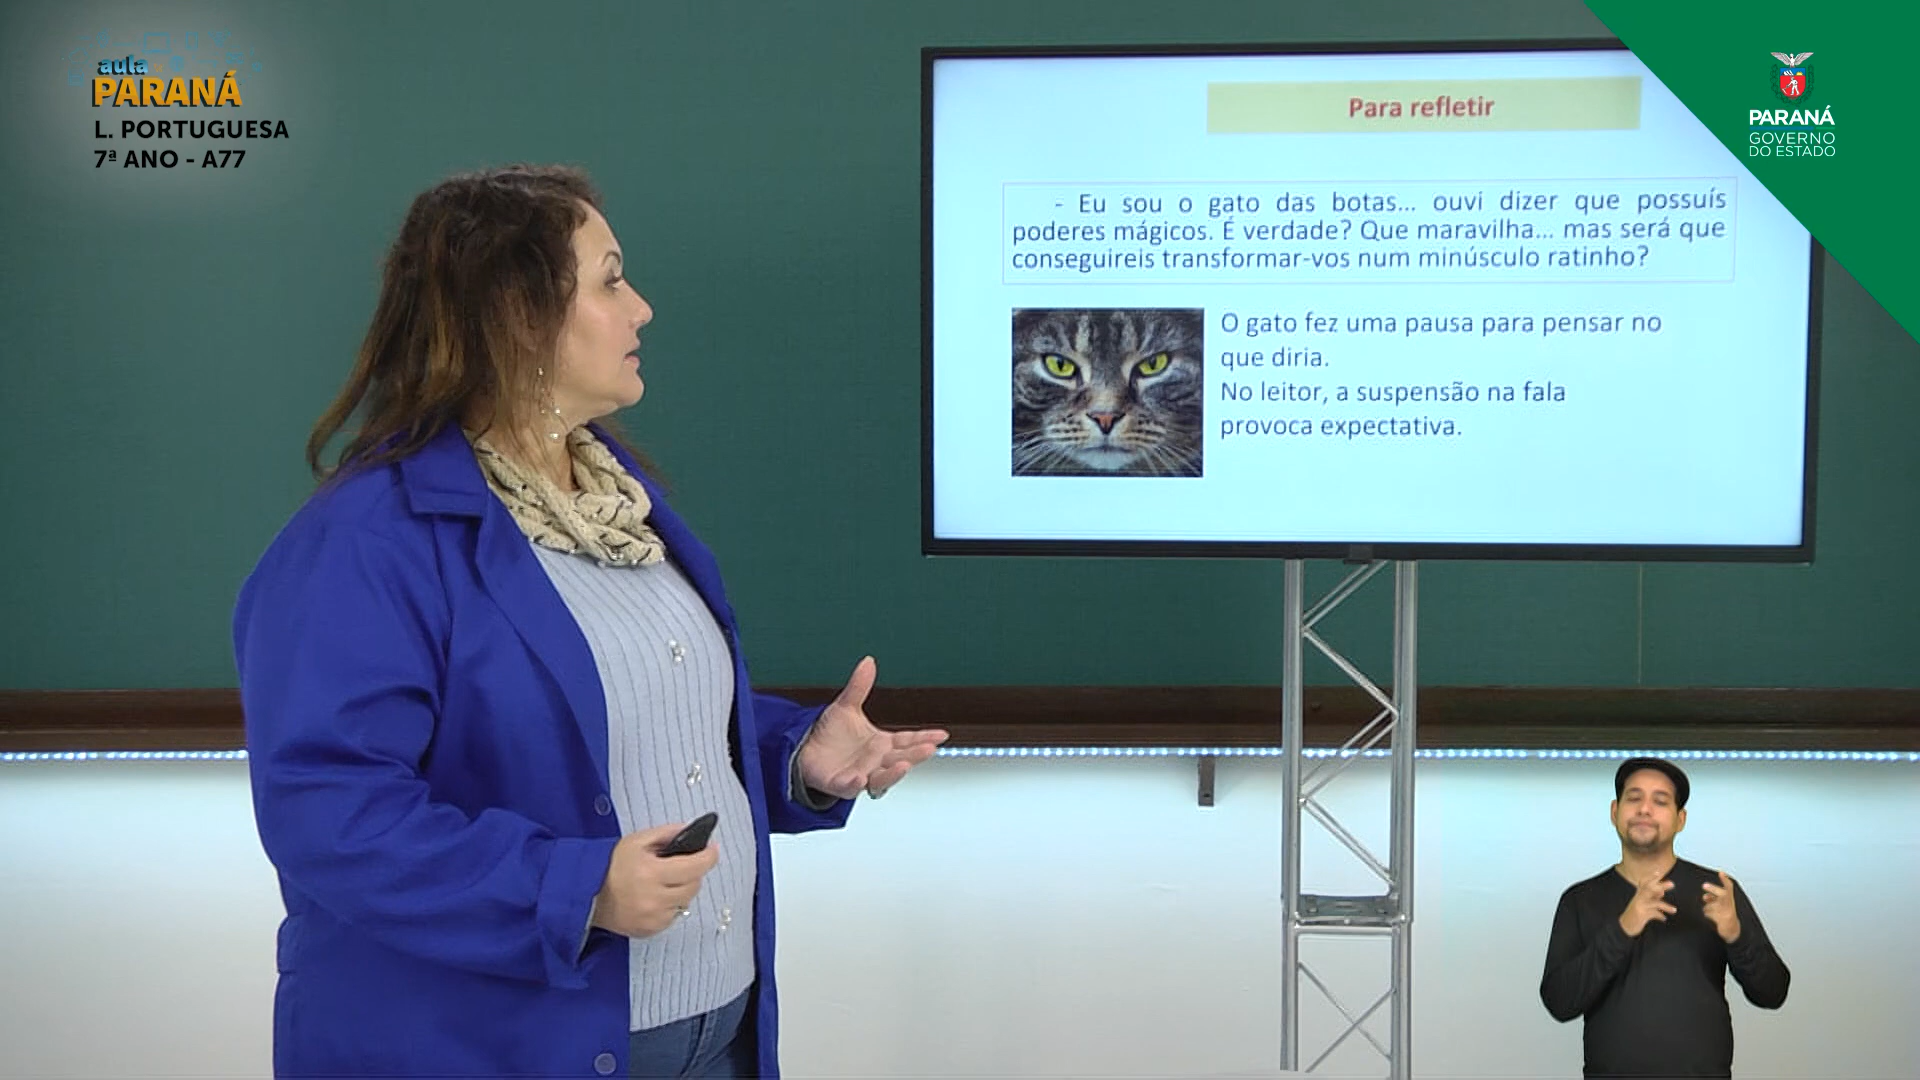 aula
PARANÁ
L. PORTUGUESA
7ª ANO - A77
PARANÁ
GOVERNO
DO ESTADO
Para refletir
- Eu sou o gato das botas... ouvi dizer que possuís
poderes mágicos. É verdade? Que maravilha... mas será que
conseguireis transformar-vos num minúsculo ratinho?
O gato fez uma pausa para pensar no
que diria.
No leitor, a suspensão na fala
provoca expectativa.